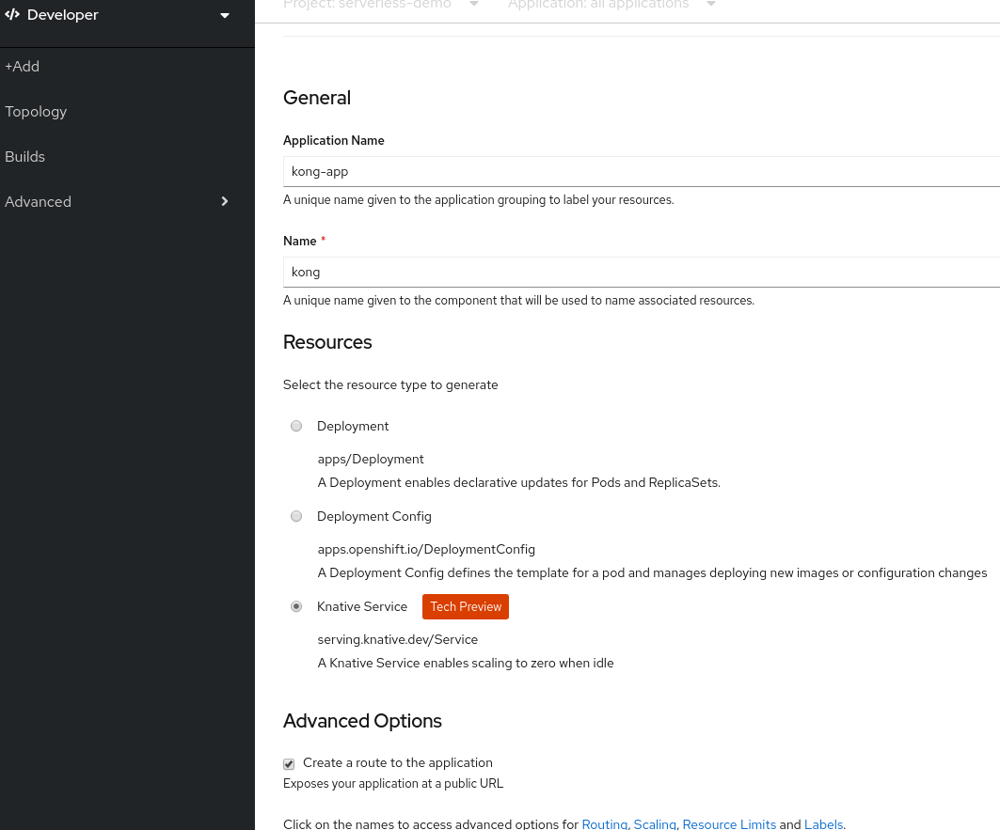 Developer
Project: serverless-demo
Application: all applications
+Add
Topology
Builds
Advanced
General
Application Name
kong-app
A unique name given to the application grouping to label your resources.
Name *
kong
A unique name given to the component that will be used to name associated resources.
Resources
Select the resource type to generate
Deployment
apps/Deployment
A Deployment enables declarative updates for Pods and ReplicaSets.
Deployment Config
apps.openshift.io/DeploymentConfig
A Deployment Config defines the template for a pod and manages deploying new images or configuration changes
Knative Service Tech Preview
serving.knative.dev/Service
A Knative Service enables scaling to zero when idle
Advanced Options
Create a route to the application
Exposes your application at a public URL
Click on the names to access advanced options for Routing, Scaling, Resource Limits and Labels.